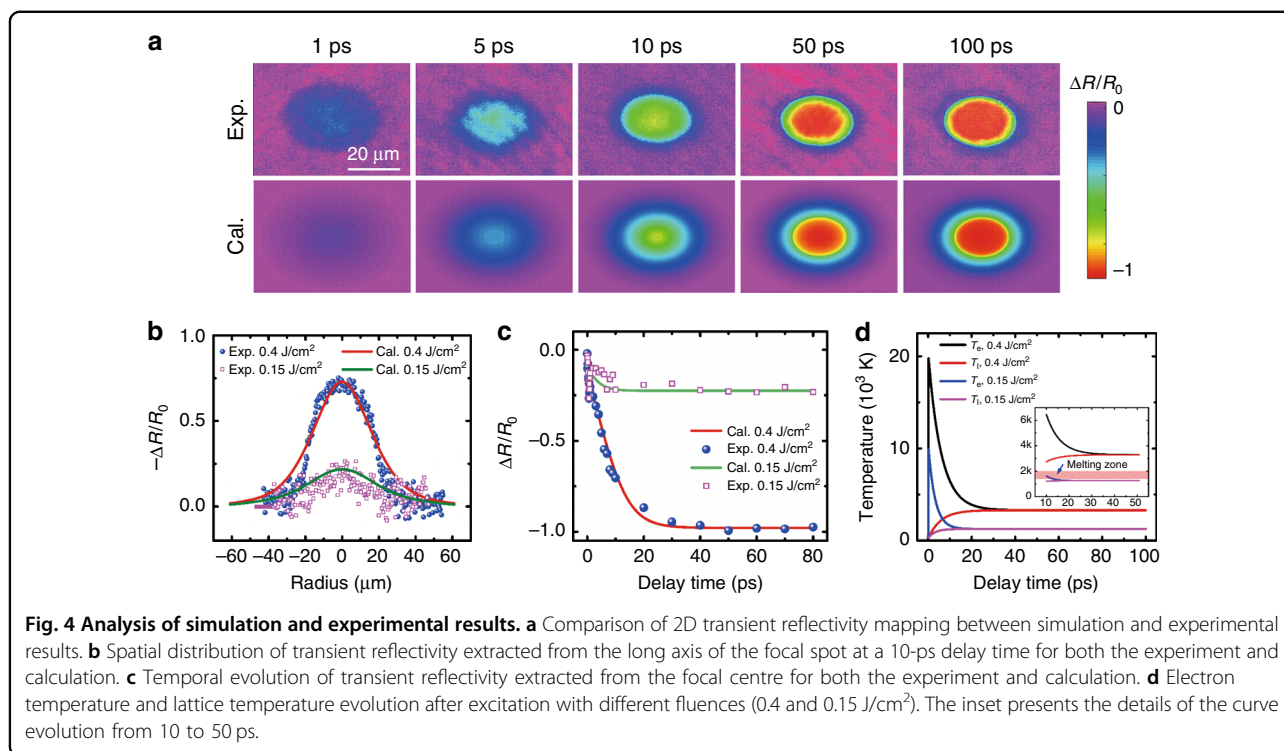 a
1 ps 5 ps 10 ps 50 ps 100 ps
Exp.
20 μm
Cal.
ΔR/R0
0
−1
b
−ΔR/R0
1.0
0.5
0.0
Exp. 0.4 J/cm² Cal. 0.4 J/cm²
Exp. 0.15 J/cm² Cal. 0.15 J/cm²
−60 −40 −20 0 20 40 60
Radius (μm)
c
ΔR/R0
0.0
−0.5
−1.0
Cal. 0.4 J/cm²
Exp. 0.4 J/cm²
Cal. 0.15 J/cm²
Exp. 0.15 J/cm²
0 20 40 60 80
Delay time (ps)
d
Temperature (10³ K)
20
10
0
Te, 0.4 J/cm²
Tl, 0.4 J/cm²
Te, 0.15 J/cm²
Tl, 0.15 J/cm²
6k
4k
2k
0
Melting zone
10 20 30 40 50
0 20 40 60 80 100
Delay time (ps)
Fig. 4 Analysis of simulation and experimental results. a Comparison of 2D transient reflectivity mapping between simulation and experimental
results. b Spatial distribution of transient reflectivity extracted from the long axis of the focal spot at a 10-ps delay time for both the experiment and
calculation. c Temporal evolution of transient reflectivity extracted from the focal centre for both the experiment and calculation. d Electron
temperature and lattice temperature evolution after excitation with different fluences (0.4 and 0.15 J/cm²). The inset presents the details of the curve
evolution from 10 to 50 ps.